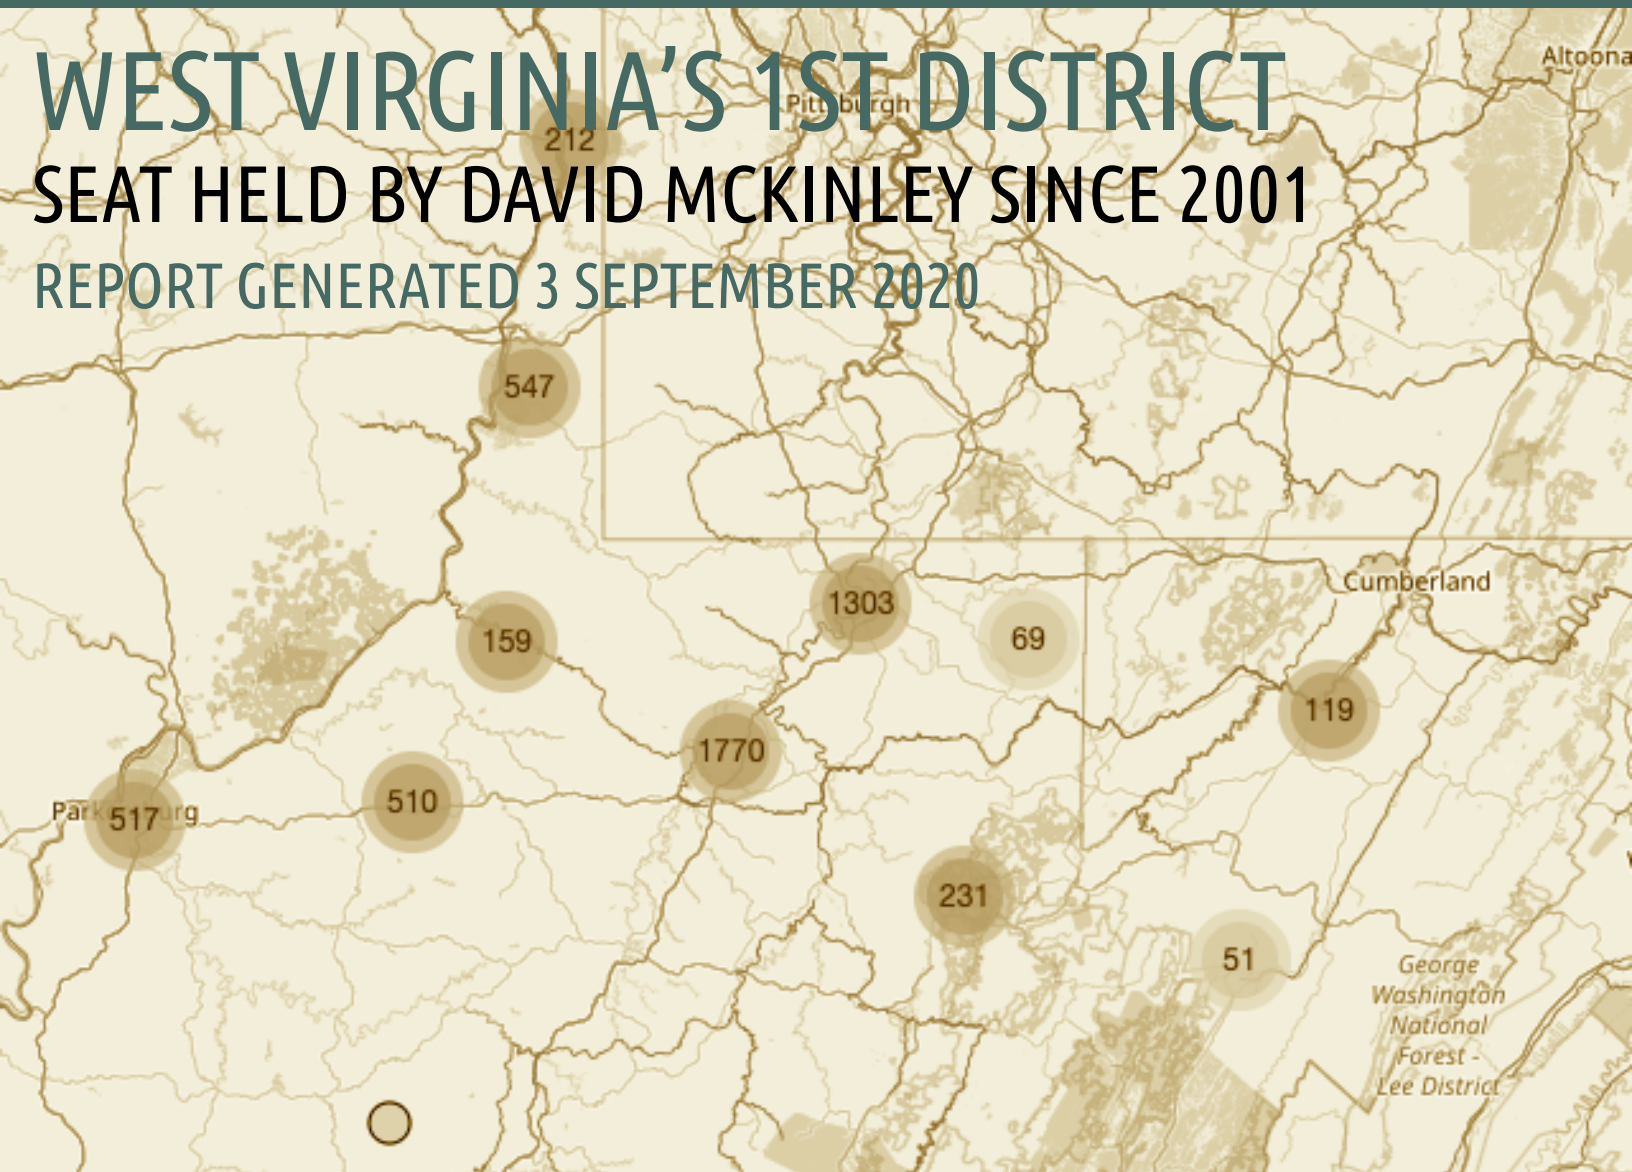 WEST VIRGINIA'S 1ST DISTRICT
SEAT HELD BY DAVID MCKINLEY SINCE 2001
REPORT GENERATED 3 SEPTEMBER 2020
Altoona
Pittsburgh
212
547
Cumberland
1303
159
69
119
1770
510
Parkersburg
517
231
51
George
Washington
National
Forest -
Lee District